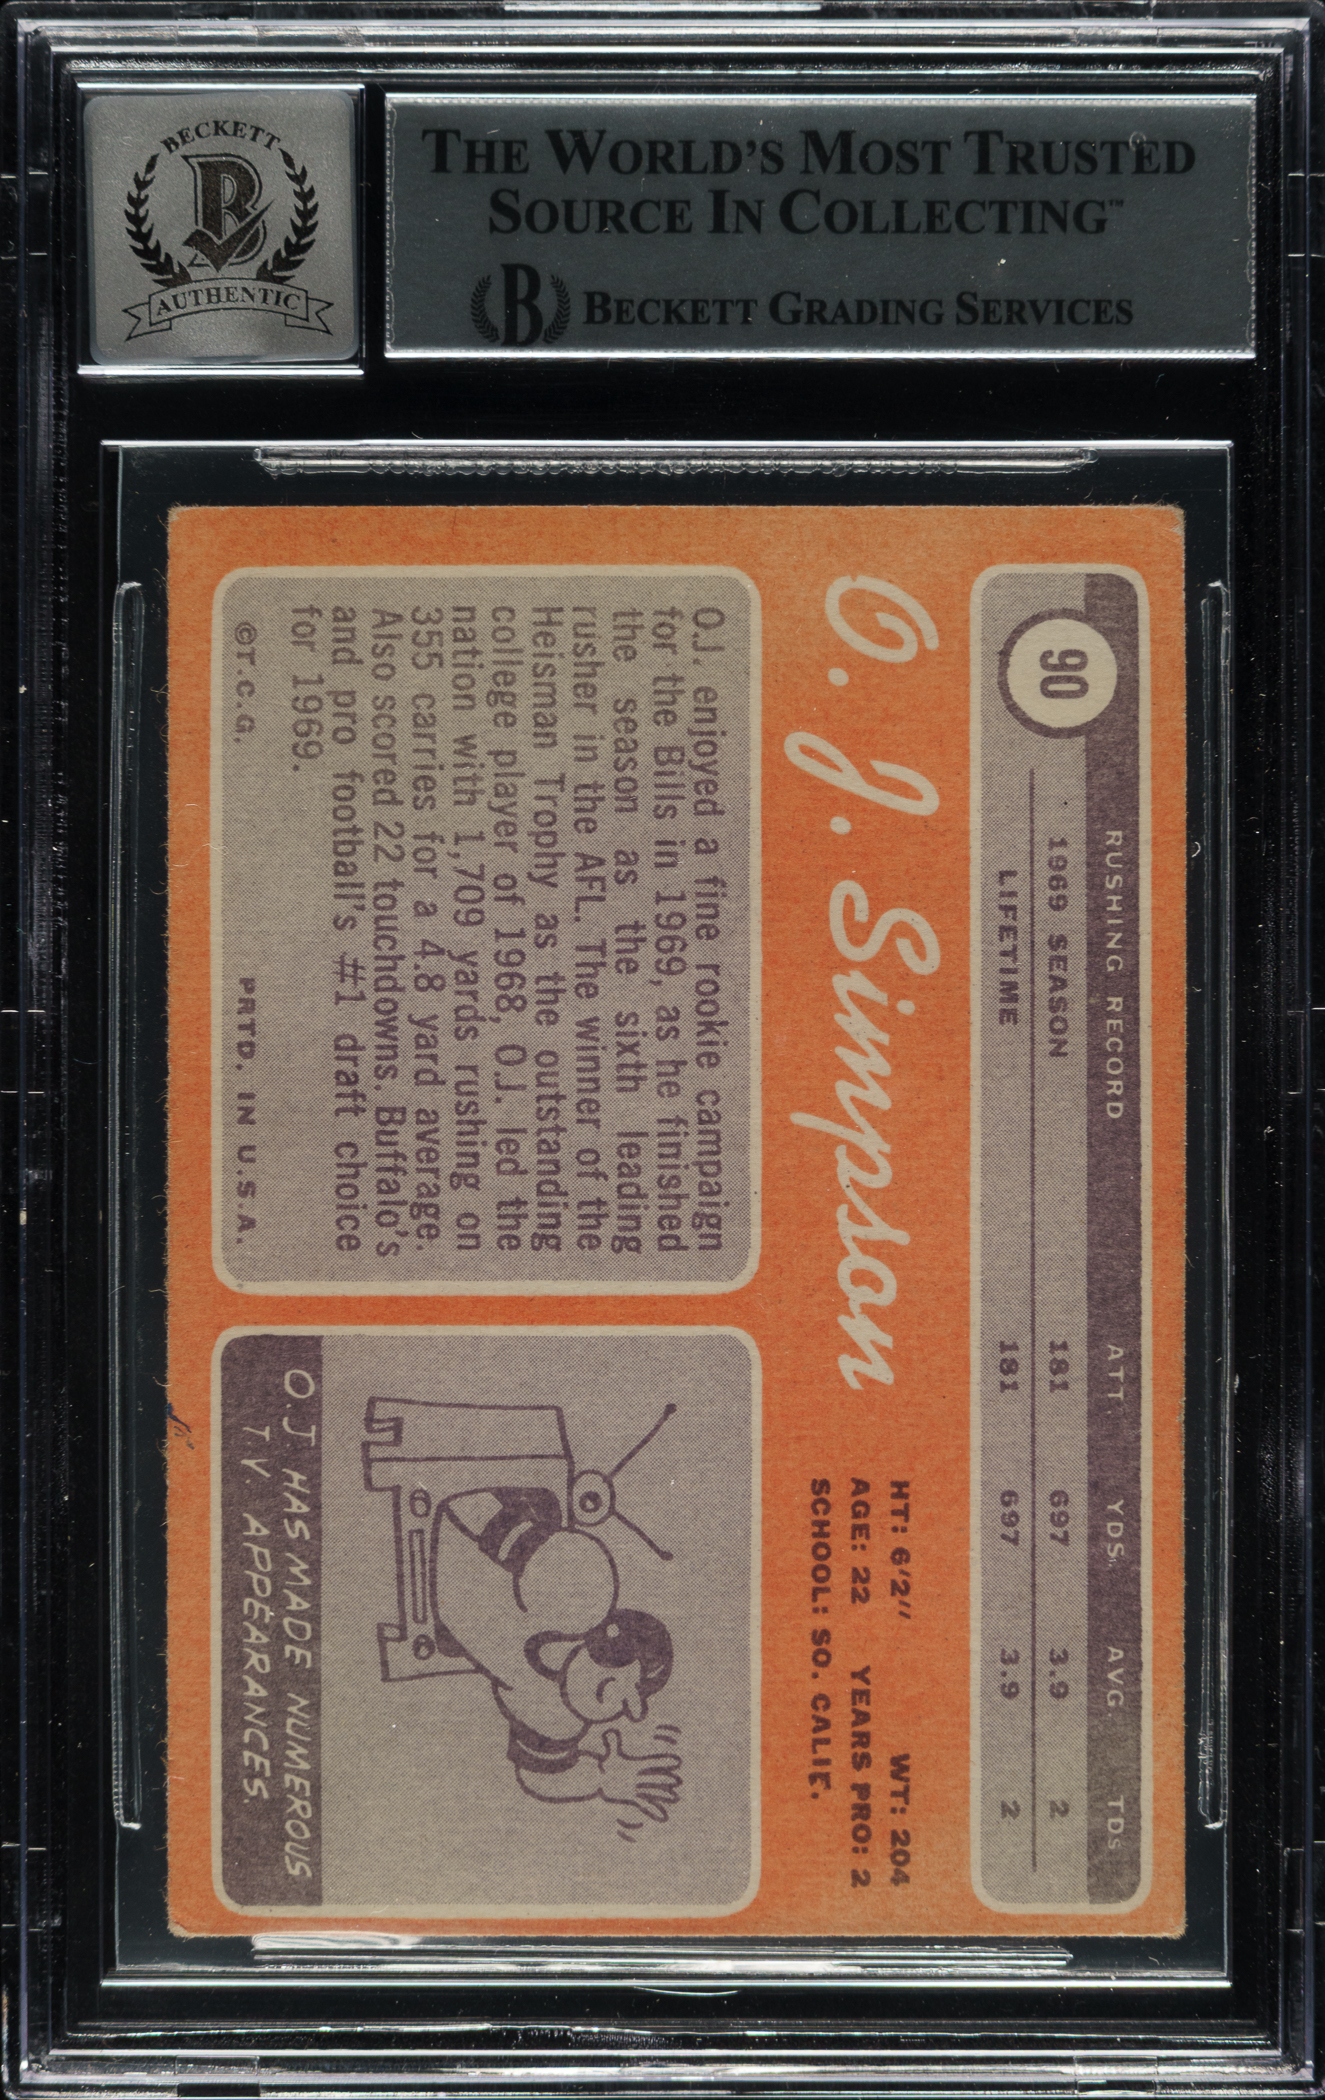 BECKETT
B
AUTHENTIC
THE WORLD'S MOST TRUSTED
SOURCE IN COLLECTING™
B BECKETT GRADING SERVICES
90
RUSHING RECORD ATT. YDS. AVG. TDS
1969 SEASON 181 697 3.9 2
LIFETIME 181 697 3.9 2
O. J. Simpson
HT: 6'2" WT: 204
AGE: 22 YEARS PRO: 2
SCHOOL: SO. CALIF.
O.J. enjoyed a fine rookie campaign
for the Bills in 1969, as he finished
the season as the sixth leading
rusher in the AFL. The winner of the
Heisman Trophy as the outstanding
college player of 1968, O.J. led the
nation with 1,709 yards rushing on
355 carries for a 4.8 yard average.
Also scored 22 touchdowns. Buffalo's
and pro football's #1 draft choice
for 1969.
©T.C.G. PRTD. IN U.S.A.
O.J. HAS MADE NUMEROUS
T.V. APPEARANCES.